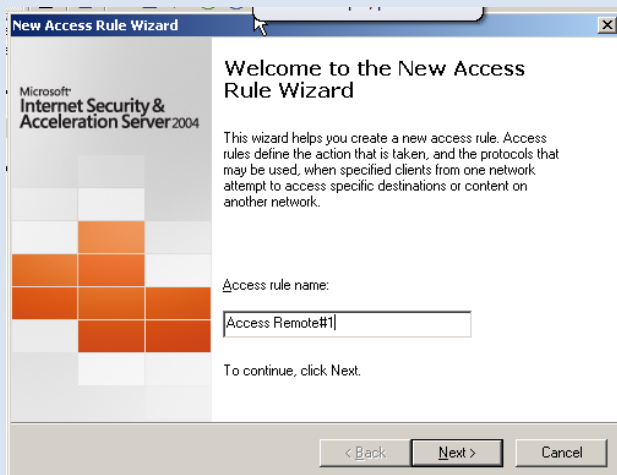 New Access Rule Wizard
Microsoft
Internet Security &
Acceleration Server 2004
Welcome to the New Access
Rule Wizard
This wizard helps you create a new access rule. Access
rules define the action that is taken, and the protocols that
may be used, when specified clients from one network
attempt to access specific destinations or content on
another network.
Access rule name:
Access Remote#1
To continue, click Next.
< Back
Next >
Cancel